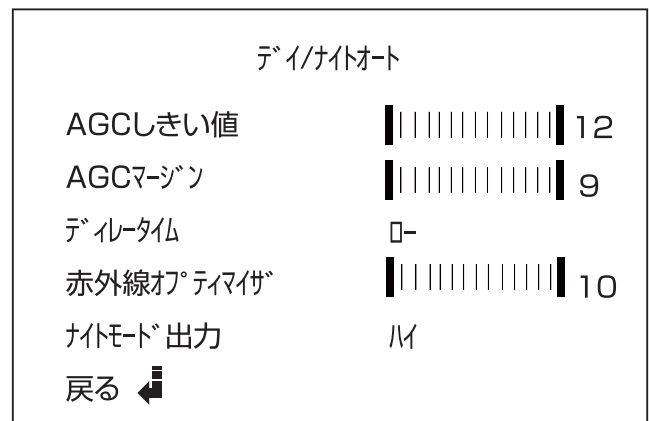 ﾃﾞｲ/ﾅｲﾄｵｰﾄ
AGCしきい値 12
AGCﾏｰｼﾞﾝ 9
ﾃﾞｨﾚｰﾀｲﾑ ﾛｰ
赤外線ｵﾌﾟﾃｨﾏｲｻﾞ 10
ﾅｲﾄﾓｰﾄﾞ出力 ﾊｲ
戻る